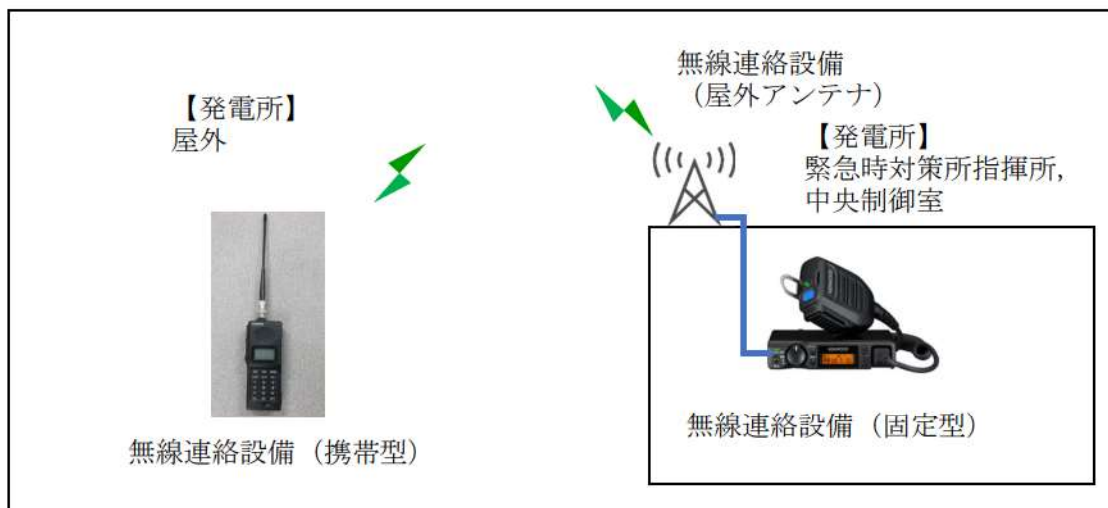 【発電所】
屋外
無線連絡設備（携帯型）
無線連絡設備
（屋外アンテナ）
【発電所】
緊急時対策所指揮所，
中央制御室
無線連絡設備（固定型）